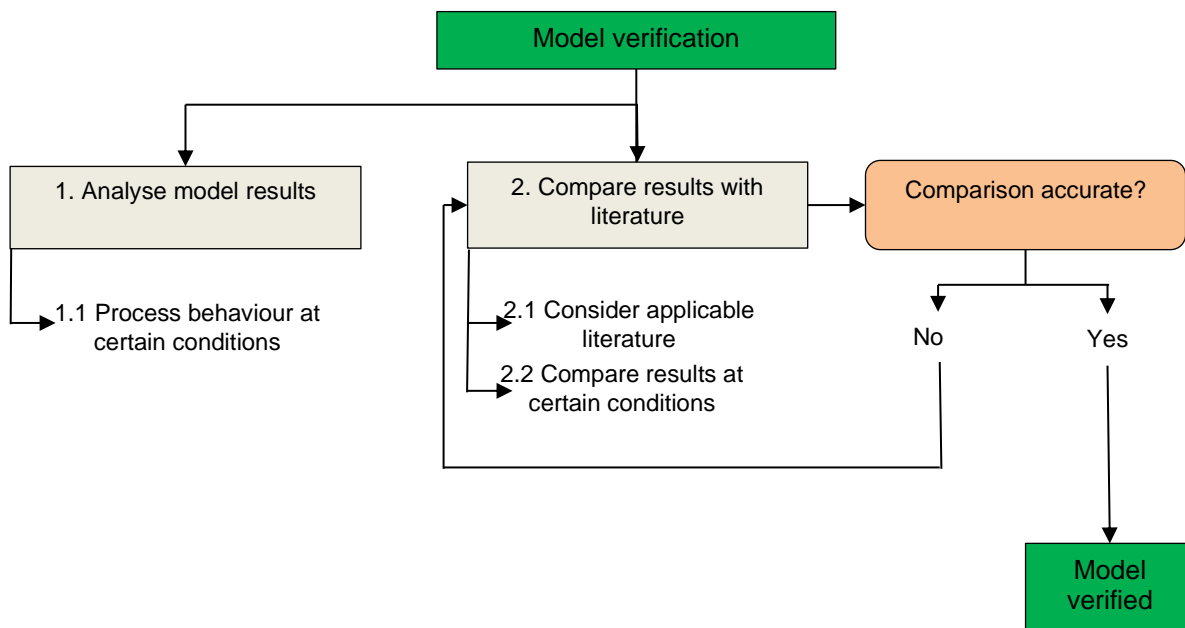 Model verification
1. Analyse model results
2. Compare results with
literature
Comparison accurate?
1.1 Process behaviour at
certain conditions
2.1 Consider applicable
literature
2.2 Compare results at
certain conditions
No
Yes
Model
verified